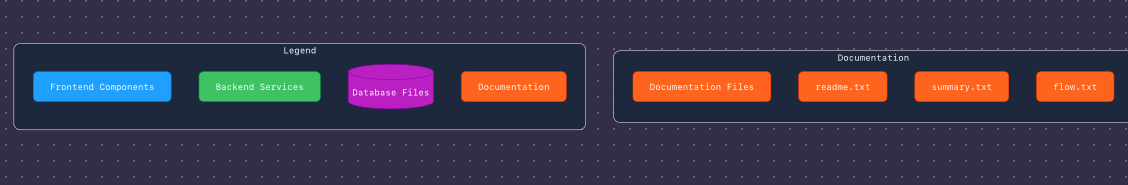 Legend
Frontend Components
Backend Services
Database Files
Documentation
Documentation
Documentation Files
readme.txt
summary.txt
flow.txt